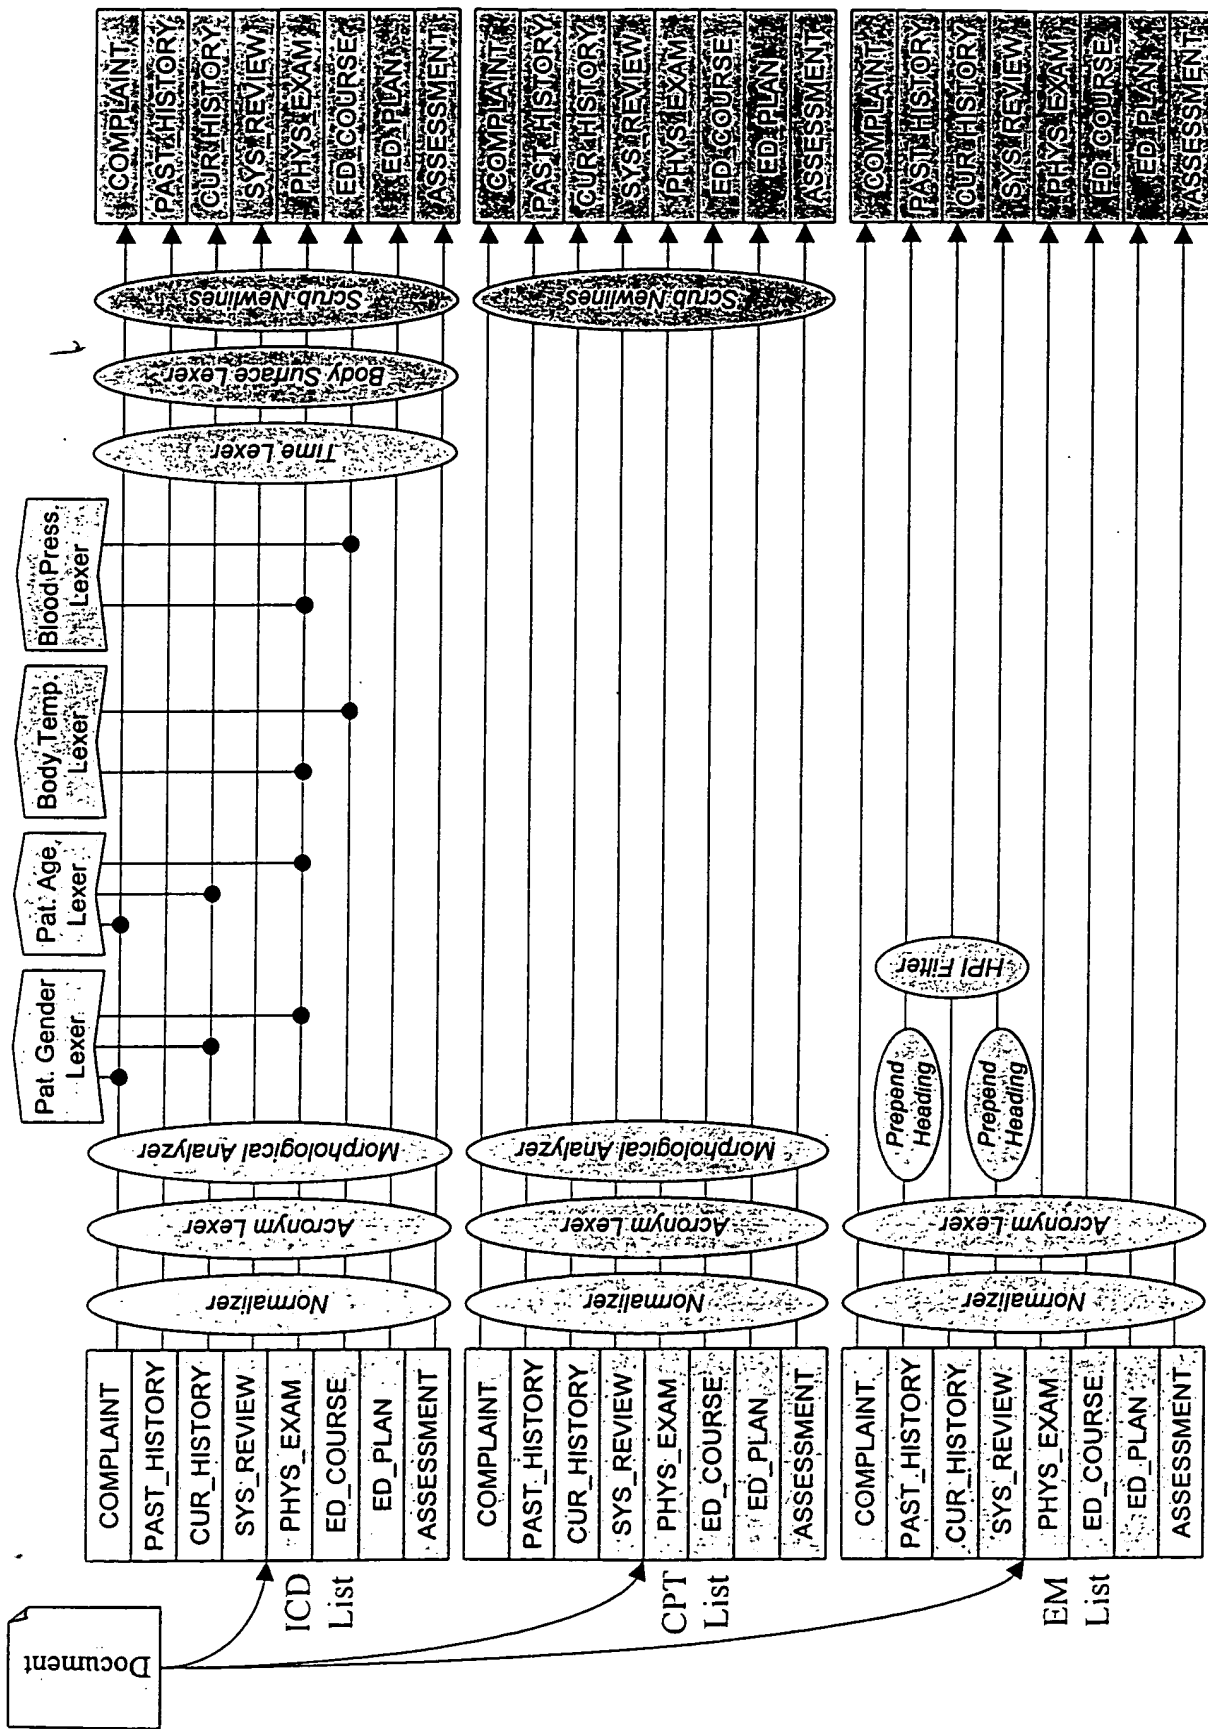 Document
ICD
List
COMPLAINT
PAST_HISTORY
CUR_HISTORY
SYS_REVIEW
PHYS_EXAM
ED_COURSE
ED_PLAN
ASSESSMENT
Normalizer
Acronym Lexer
Morphological Analyzer
Pat. Gender
Lexer
Pat. Age
Lexer
Body Temp.
Lexer
Blood Press.
Lexer
Time Lexer
Body Surface Lexer
Scrub Newlines
COMPLAINT
PAST_HISTORY
CUR_HISTORY
SYS_REVIEW
PHYS_EXAM
ED_COURSE
ED_PLAN
ASSESSMENT
CPT
List
COMPLAINT
PAST_HISTORY
CUR_HISTORY
SYS_REVIEW
PHYS_EXAM
ED_COURSE
ED_PLAN
ASSESSMENT
Normalizer
Acronym Lexer
Morphological Analyzer
Scrub Newlines
COMPLAINT
PAST_HISTORY
CUR_HISTORY
SYS_REVIEW
PHYS_EXAM
ED_COURSE
ED_PLAN
ASSESSMENT
EM
List
COMPLAINT
PAST_HISTORY
CUR_HISTORY
SYS_REVIEW
PHYS_EXAM
ED_COURSE
ED_PLAN
ASSESSMENT
Normalizer
Acronym Lexer
Prepend
Heading
Prepend
Heading
HPI Filter
COMPLAINT
PAST_HISTORY
CUR_HISTORY
SYS_REVIEW
PHYS_EXAM
ED_COURSE
ED_PLAN
ASSESSMENT